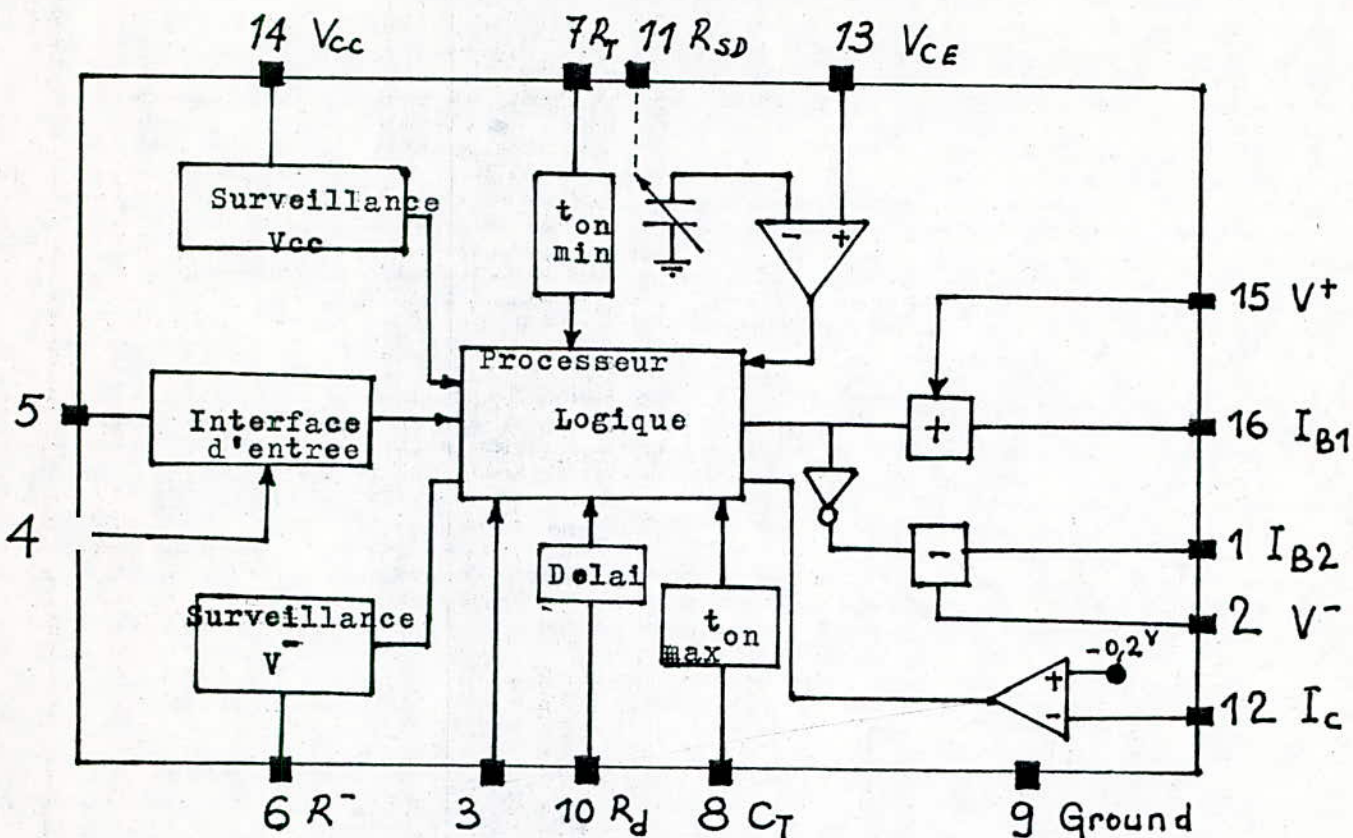 14 Vcc
7 RT
11 RSD
13 VCE
Surveillance
Vcc
ton
min
- +
15 V+
Processeur
Logique
5
Interface
d'entree
+
16 IB1
4
Delai
-
1 IB2
Surveillance
V-
ton
max
2 V-
-0,2V
+
-
12 Ic
6 R-
3
10 Rd
8 CT
9 Ground